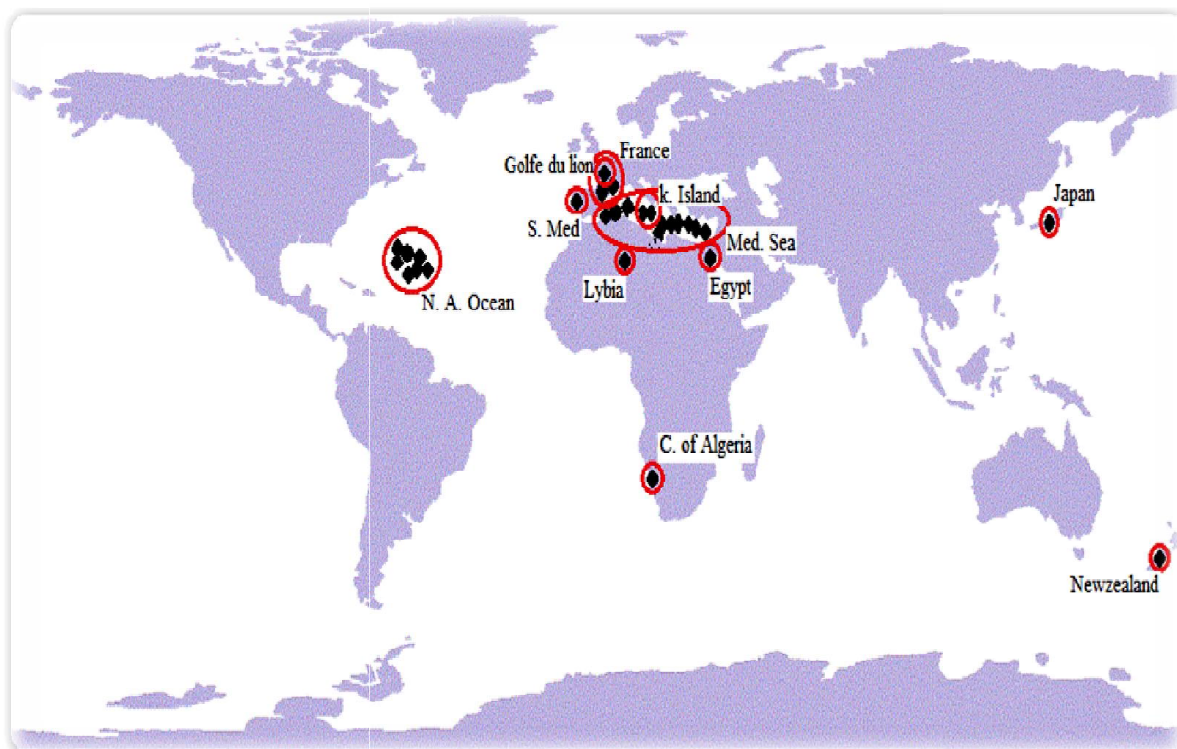 France
Golfe du lion
k. Island
Japan
S. Med
Med. Sea
Lybia
Egypt
N. A. Ocean
C. of Algeria
Newzealand